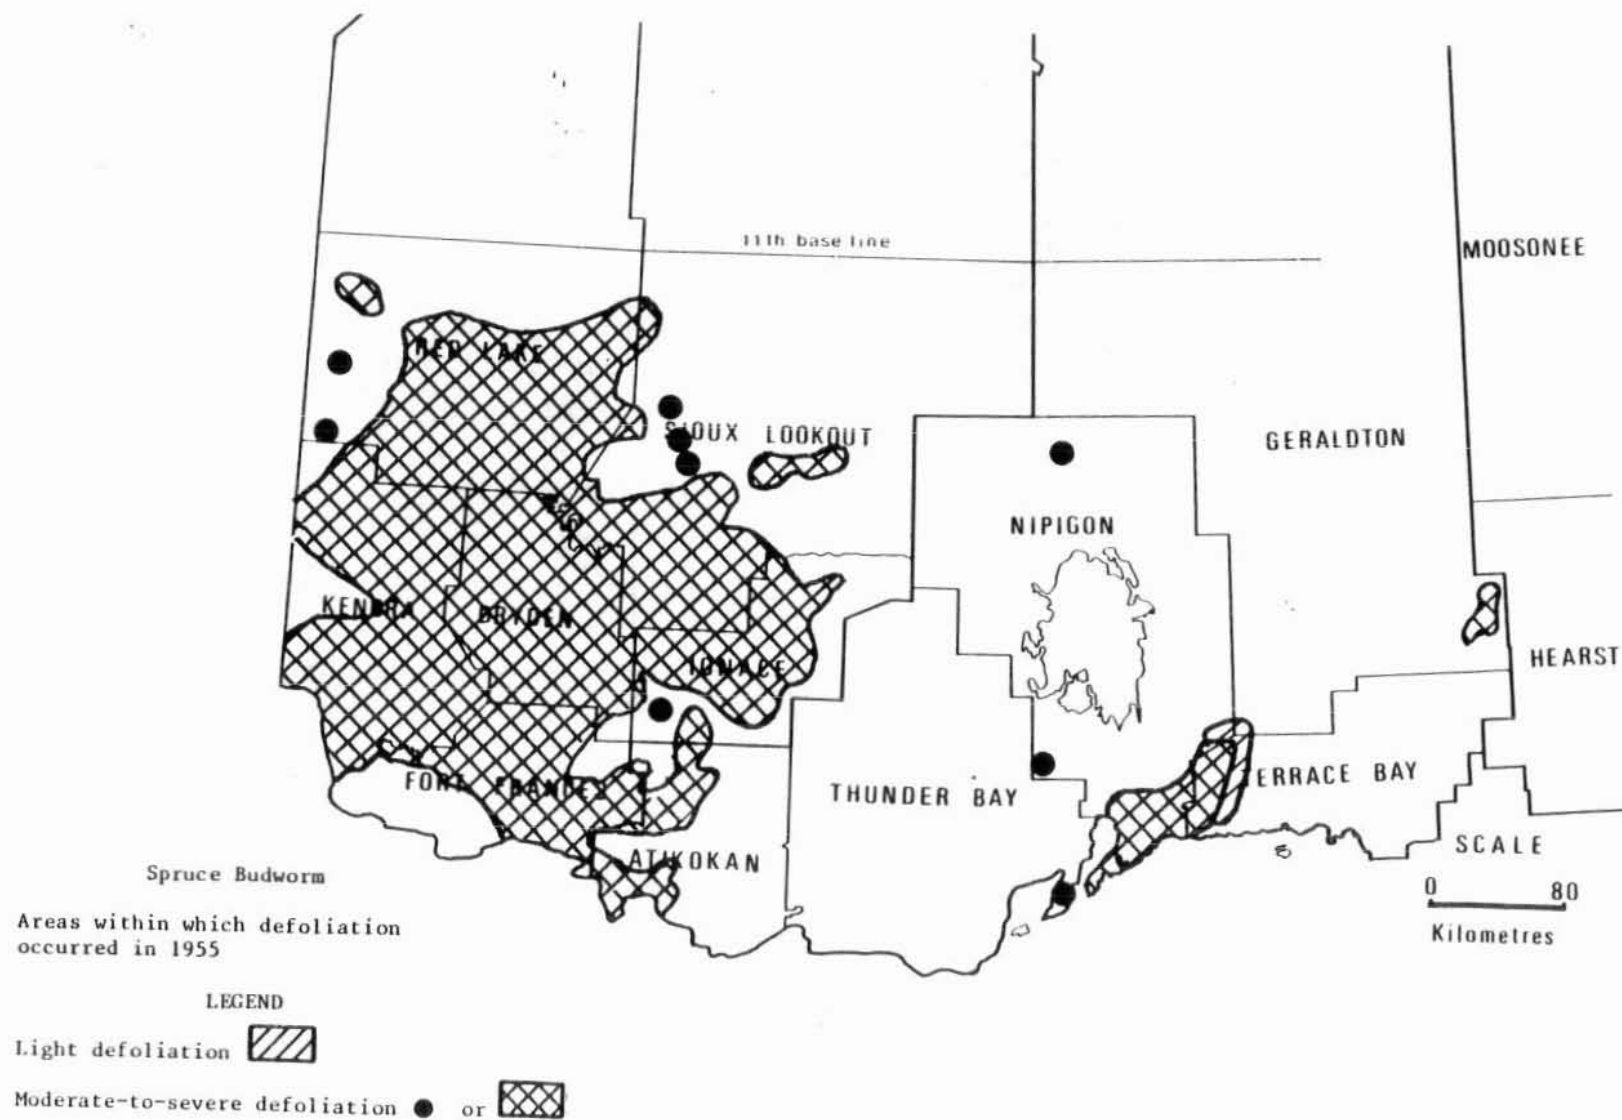 11th base line
MOOSONEE
RED LAKE
SIOUX LOOKOUT
GERALDTON
NIPIGON
KENORA
DRYDEN
IGNACE
HEARST
FORT FRANCES
THUNDER BAY
TERRACE BAY
ATIKOKAN
SCALE
0 80
Kilometres
Spruce Budworm
Areas within which defoliation
occurred in 1955
LEGEND
Light defoliation
Moderate-to-severe defoliation or